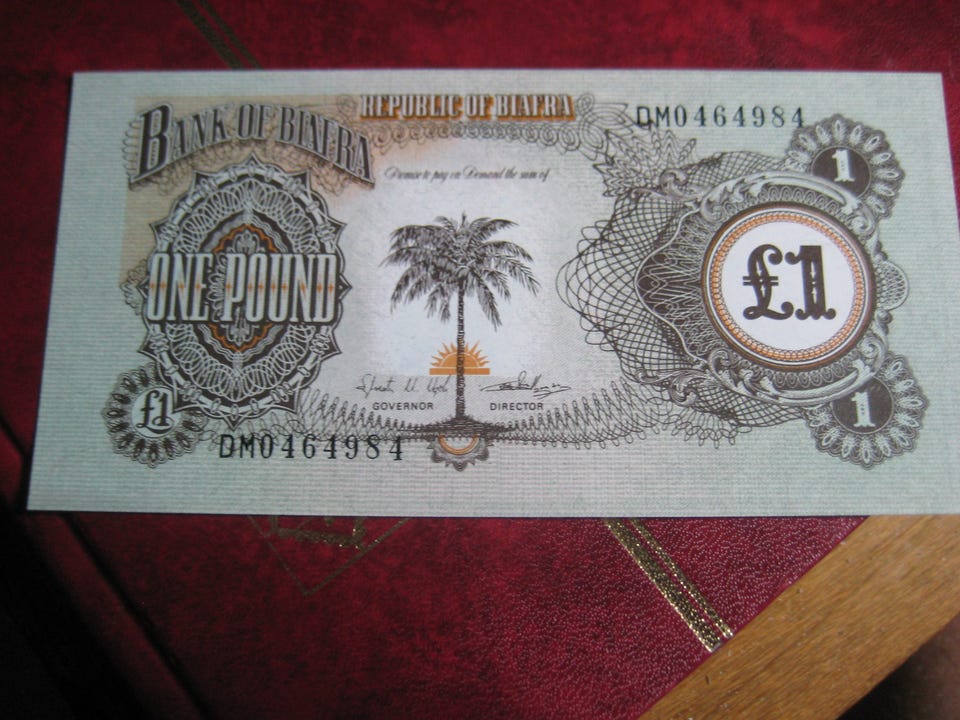 BANK OF BIAFRA
REPUBLIC OF BIAFRA
DM0464984
1
Promise to pay on Demand the sum of
ONE POUND
£1
GOVERNOR
DIRECTOR
£1
1
DM0464984